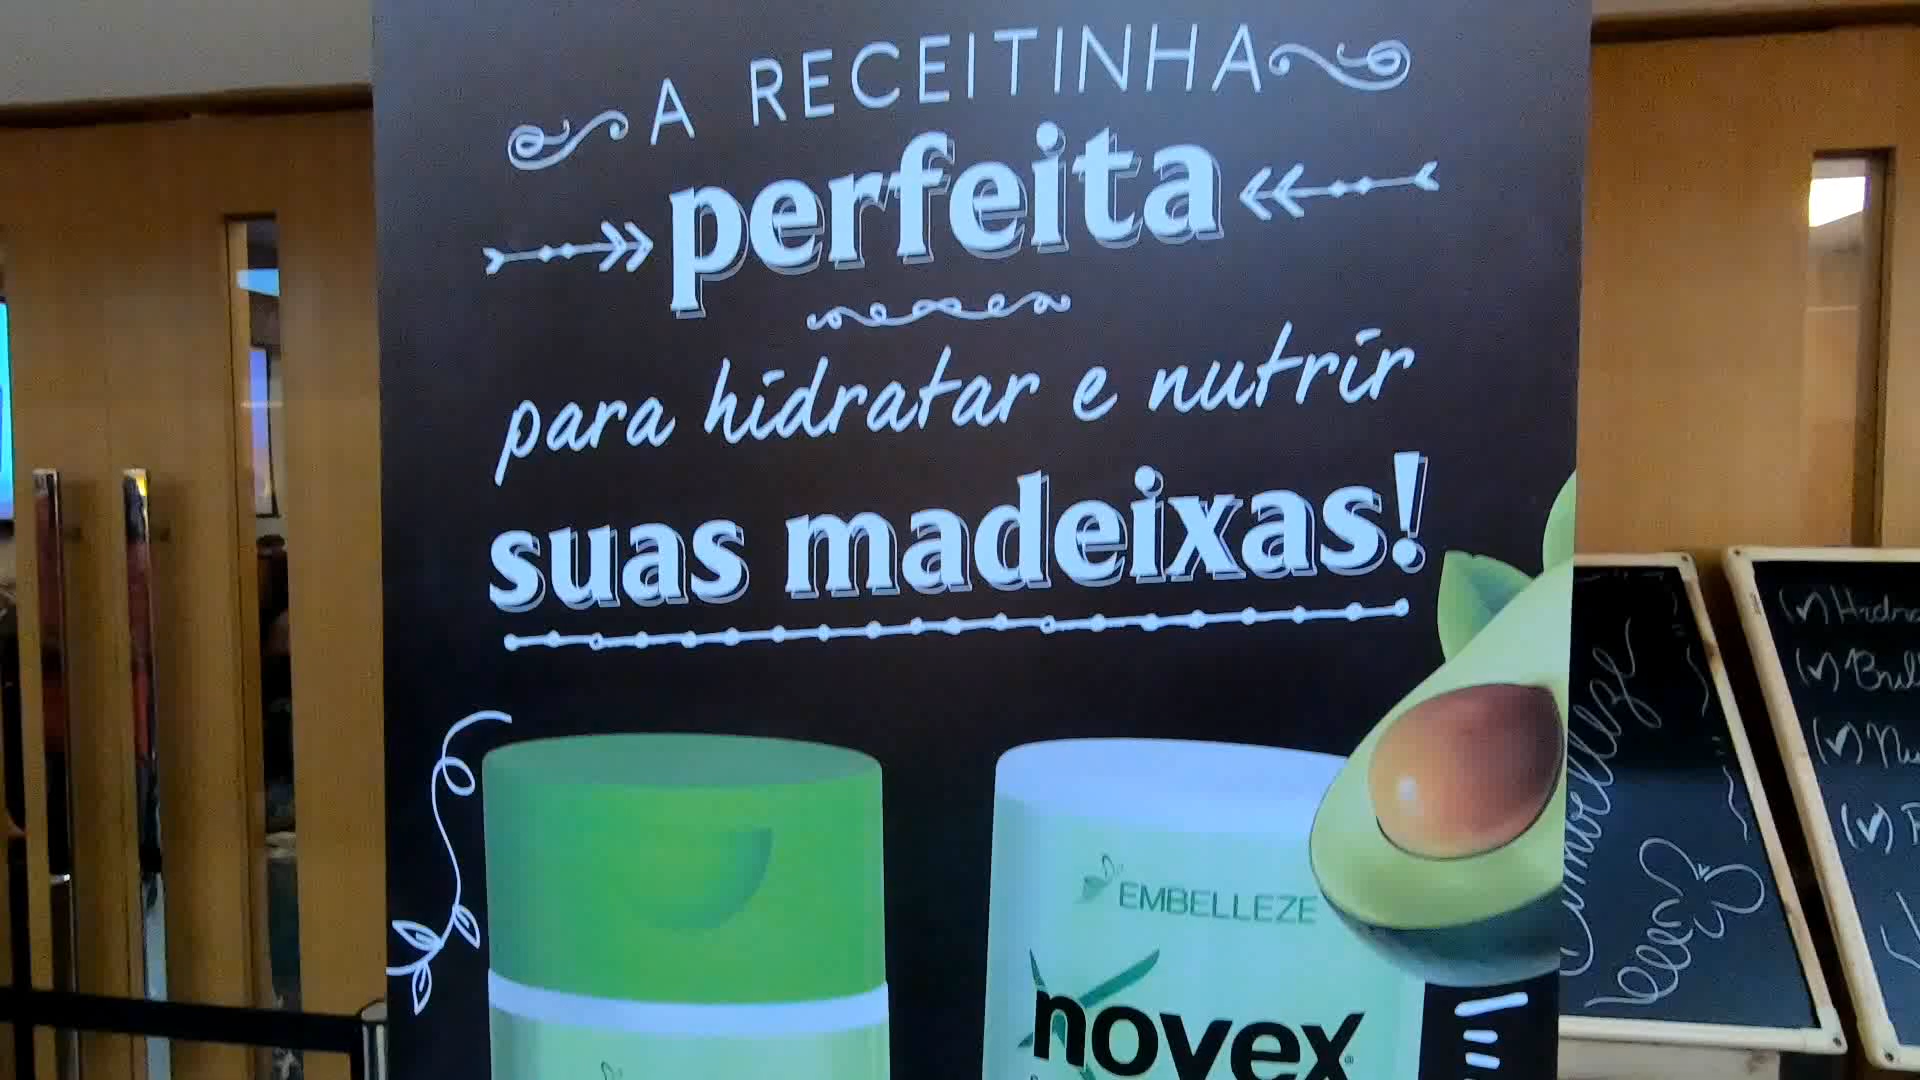 A RECEITINHA
perfeita
para hidratar e nutrir
suas madeixas!
EMBELLEZE
novex